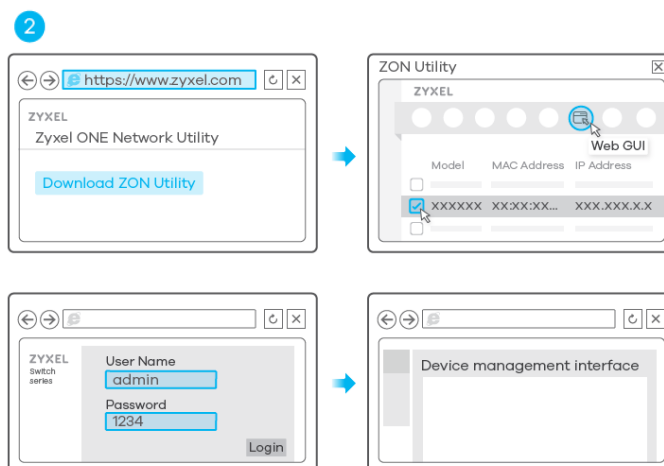 2
https://www.zyxel.com
ZYXEL
Zyxel ONE Network Utility
Download ZON Utility
ZON Utility
ZYXEL
Web GUI
Model MAC Address IP Address
XXXXXX XX:XX:XX... XXX.XXX.X.X
ZYXEL
Switch
series
User Name
admin
Password
1234
Login
Device management interface